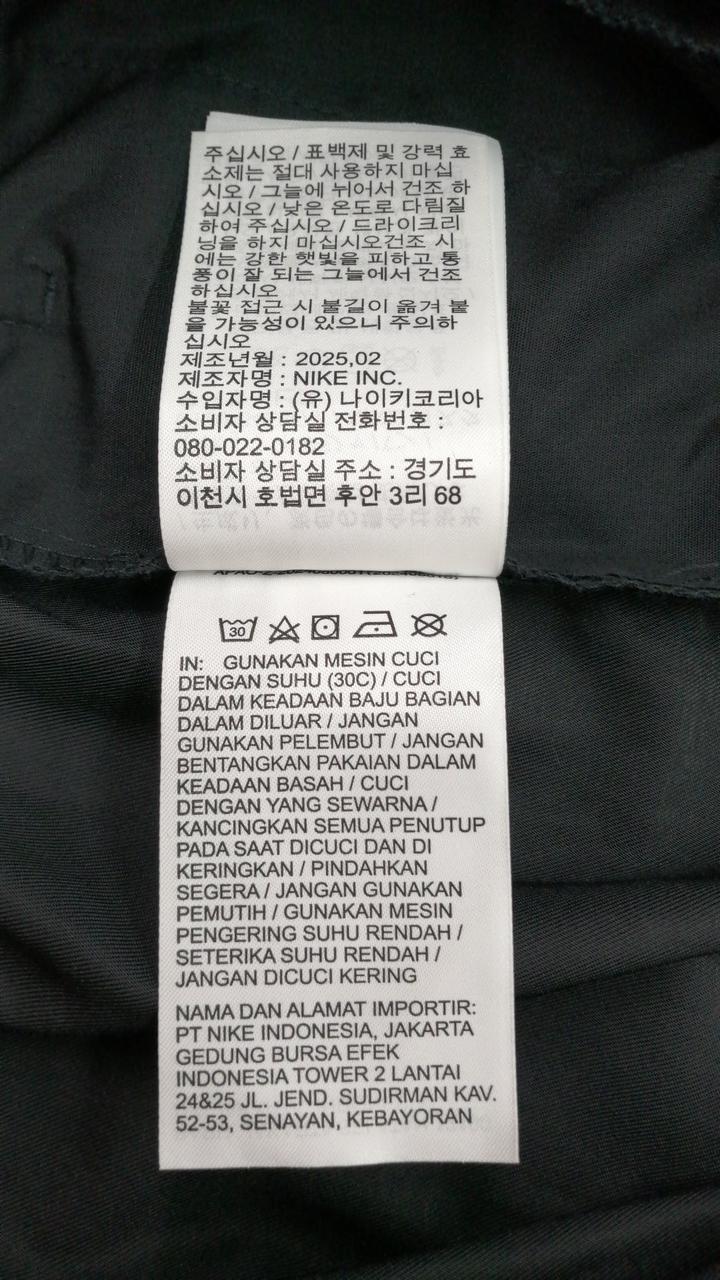 주십시오 / 표백제 및 강력 효
소제는 절대 사용하지 마십
시오 / 그늘에 뉘어서 건조 하
십시오 / 낮은 온도로 다림질
하여 주십시오 / 드라이크리
닝을 하지 마십시오건조 시
에는 강한 햇빛을 피하고 통
풍이 잘 되는 그늘에서 건조
하십시오
불꽃 접근 시 불길이 옮겨 붙
을 가능성이 있으니 주의하
십시오
제조년월 : 2025,02
제조자명 : NIKE INC.
수입자명 : (유) 나이키코리아
소비자 상담실 전화번호 :
080-022-0182
소비자 상담실 주소 : 경기도
이천시 호법면 후안 3리 68
30
IN: GUNAKAN MESIN CUCI
DENGAN SUHU (30C) / CUCI
DALAM KEADAAN BAJU BAGIAN
DALAM DILUAR / JANGAN
GUNAKAN PELEMBUT / JANGAN
BENTANGKAN PAKAIAN DALAM
KEADAAN BASAH / CUCI
DENGAN YANG SEWARNA /
KANCINGKAN SEMUA PENUTUP
PADA SAAT DICUCI DAN DI
KERINGKAN / PINDAHKAN
SEGERA / JANGAN GUNAKAN
PEMUTIH / GUNAKAN MESIN
PENGERING SUHU RENDAH /
SETERIKA SUHU RENDAH /
JANGAN DICUCI KERING
NAMA DAN ALAMAT IMPORTIR:
PT NIKE INDONESIA, JAKARTA
GEDUNG BURSA EFEK
INDONESIA TOWER 2 LANTAI
24&25 JL. JEND. SUDIRMAN KAV.
52-53, SENAYAN, KEBAYORAN